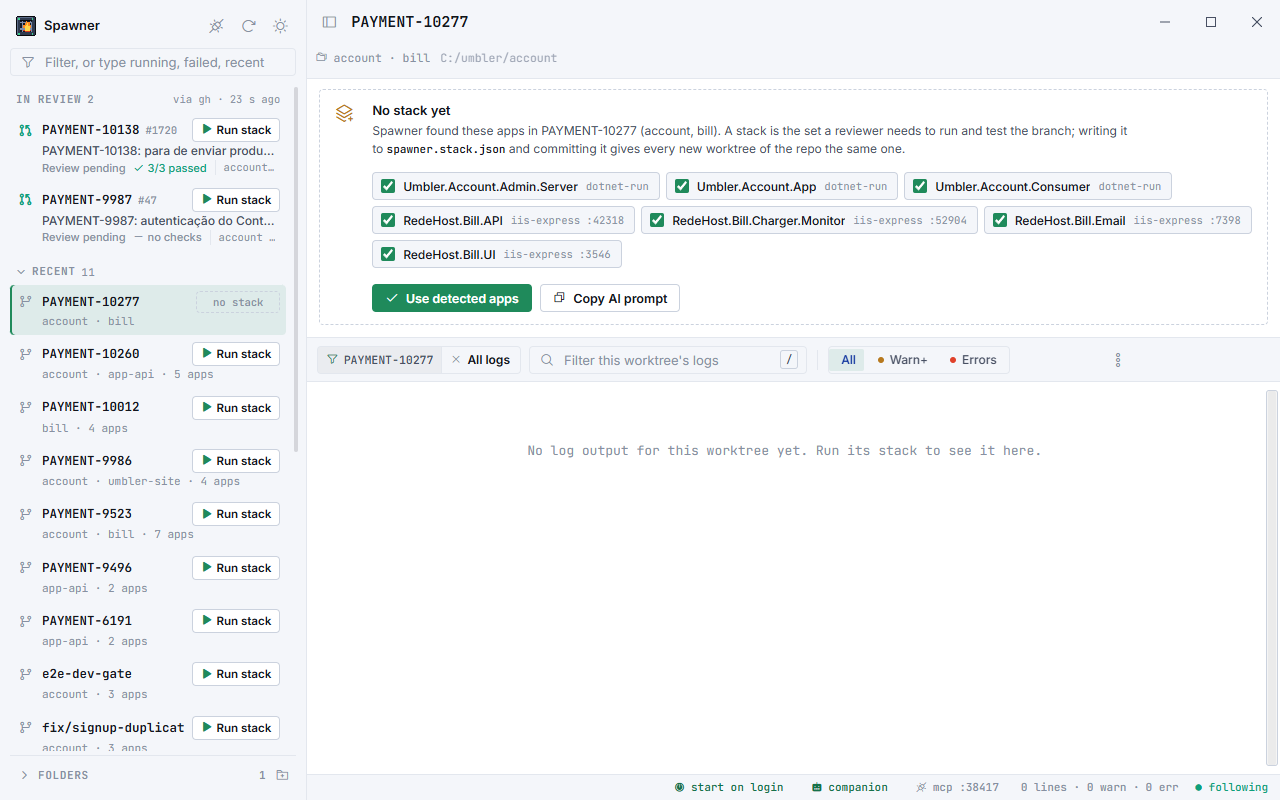 Spawner
Filter, or type running, failed, recent
IN REVIEW 2 via gh · 23 s ago
PAYMENT-10138 #1720 Run stack
PAYMENT-10138: para de enviar produ...
Review pending ✓ 3/3 passed account...
PAYMENT-9987 #47 Run stack
PAYMENT-9987: autenticação do Cont...
Review pending — no checks account ...
RECENT 11
PAYMENT-10277 no stack
account · bill
PAYMENT-10260 Run stack
account · app-api · 5 apps
PAYMENT-10012 Run stack
bill · 4 apps
PAYMENT-9986 Run stack
account · umbler-site · 4 apps
PAYMENT-9523 Run stack
account · bill · 7 apps
PAYMENT-9496 Run stack
app-api · 2 apps
PAYMENT-6191 Run stack
app-api · 2 apps
e2e-dev-gate Run stack
account · 3 apps
fix/signup-duplicat Run stack
account · 3 apps
FOLDERS 1
PAYMENT-10277
account · bill C:/umbler/account
No stack yet
Spawner found these apps in PAYMENT-10277 (account, bill). A stack is the set a reviewer needs to run and test the branch; writing it
to spawner.stack.json and committing it gives every new worktree of the repo the same one.
Umbler.Account.Admin.Server dotnet-run Umbler.Account.App dotnet-run Umbler.Account.Consumer dotnet-run
RedeHost.Bill.API iis-express :42318 RedeHost.Bill.Charger.Monitor iis-express :52904 RedeHost.Bill.Email iis-express :7398
RedeHost.Bill.UI iis-express :3546
Use detected apps Copy AI prompt
PAYMENT-10277 × All logs Filter this worktree's logs / All Warn+ Errors
No log output for this worktree yet. Run its stack to see it here.
start on login companion mcp :38417 0 lines · 0 warn · 0 err following